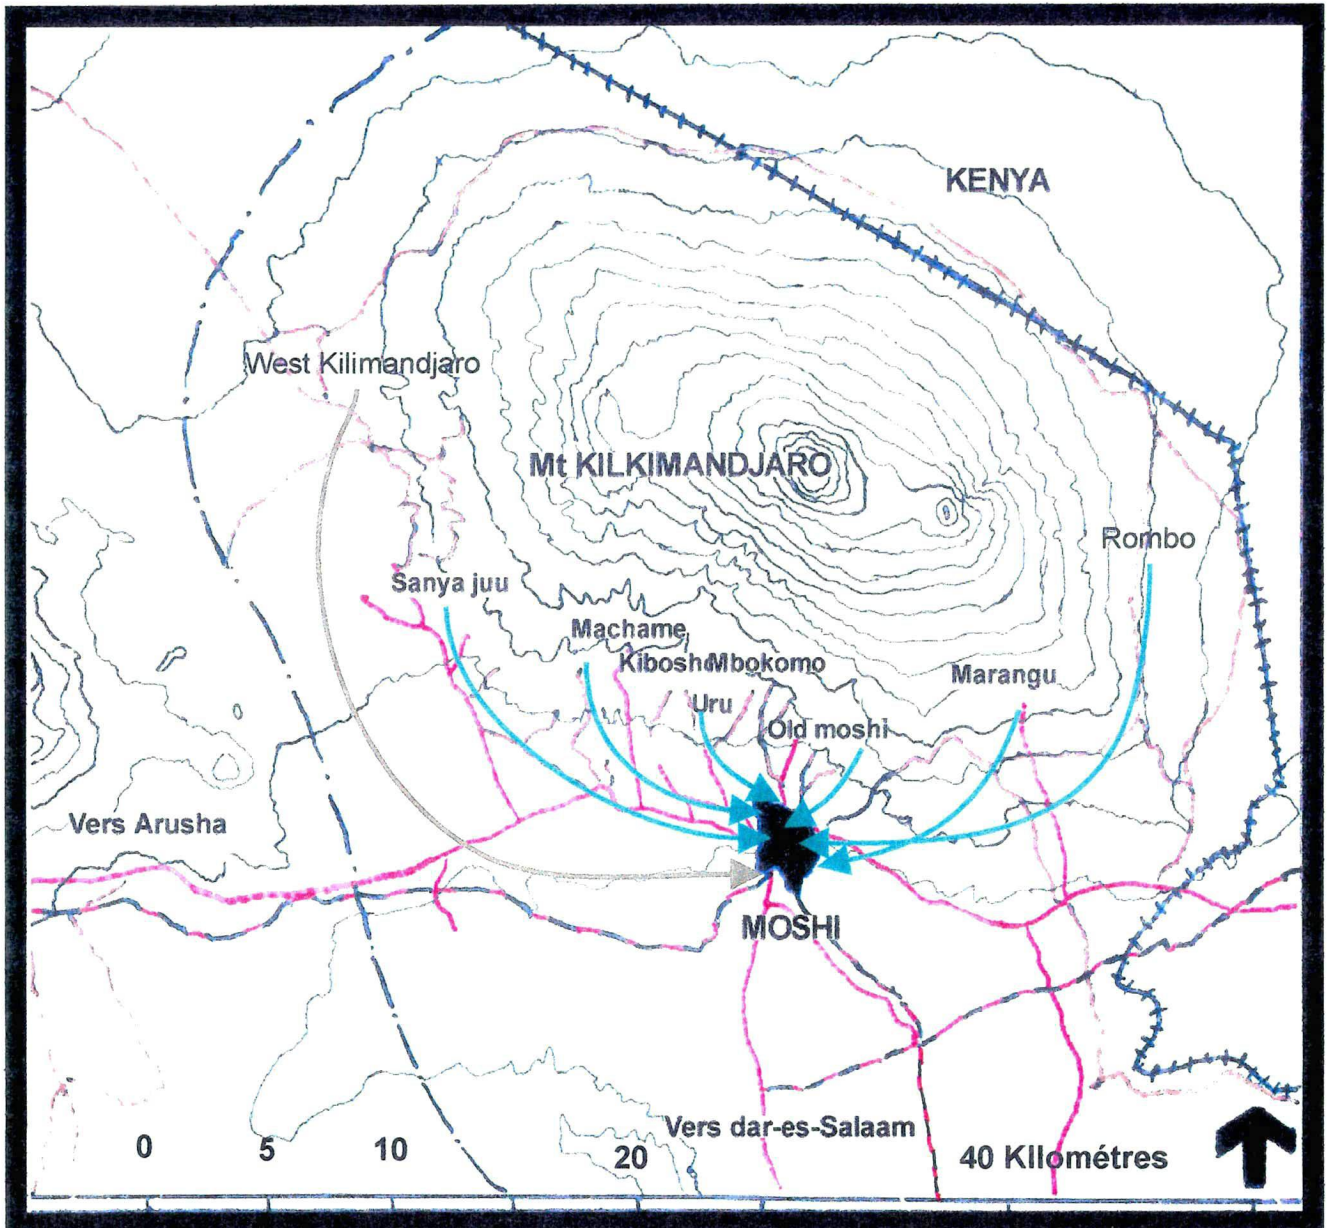 KENYA
West Kilimandjaro
Mt KILKIMANDJARO
Rombo
Sanya juu
Machame
Kibosho Mbokomo
Marangu
Uru
Old moshi
Vers Arusha
MOSHI
Vers dar-es-Salaam
0 5 10 20 40 Kilométres